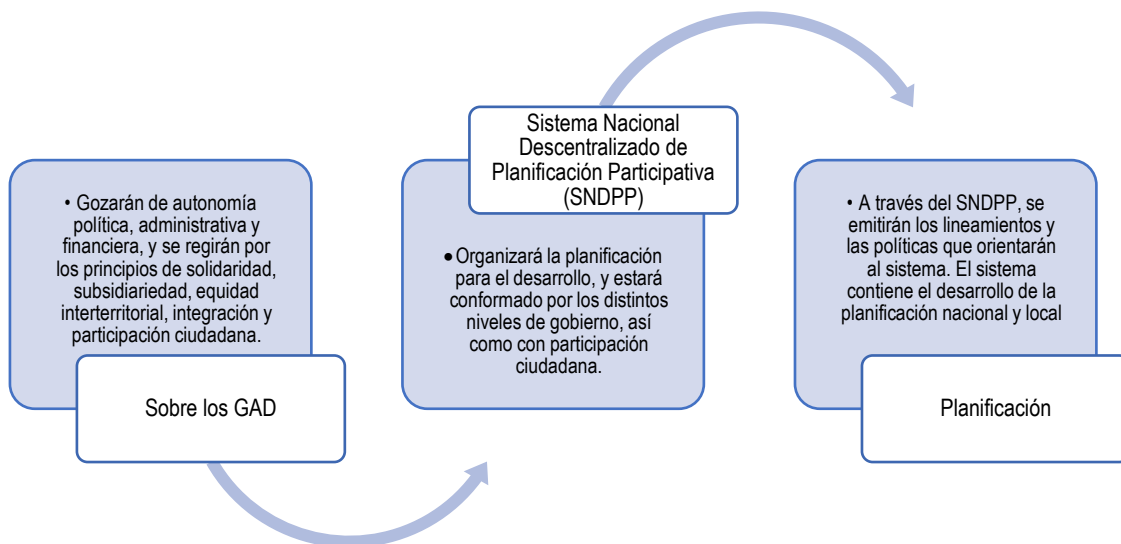 • Gozarán de autonomía
política, administrativa y
financiera, y se regirán por
los principios de solidaridad,
subsidiariedad, equidad
interterritorial, integración y
participación ciudadana.
Sobre los GAD
Sistema Nacional
Descentralizado de
Planificación Participativa
(SNDPP)
• Organizará la planificación
para el desarrollo, y estará
conformado por los distintos
niveles de gobierno, así
como con participación
ciudadana.
• A través del SNDPP, se
emitirán los lineamientos y
las políticas que orientarán
al sistema. El sistema
contiene el desarrollo de la
planificación nacional y local
Planificación